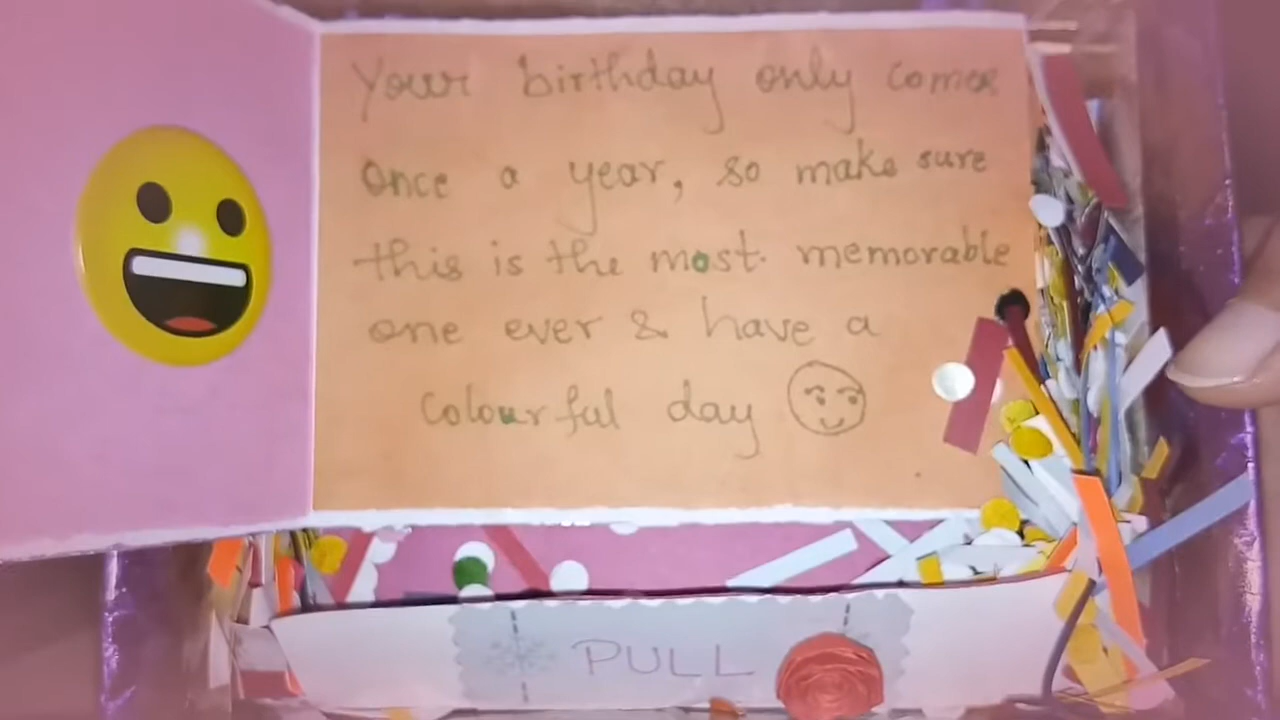 Your birthday only comes
once a year, so make sure
this is the most memorable
one ever & have a
colourful day
PULL